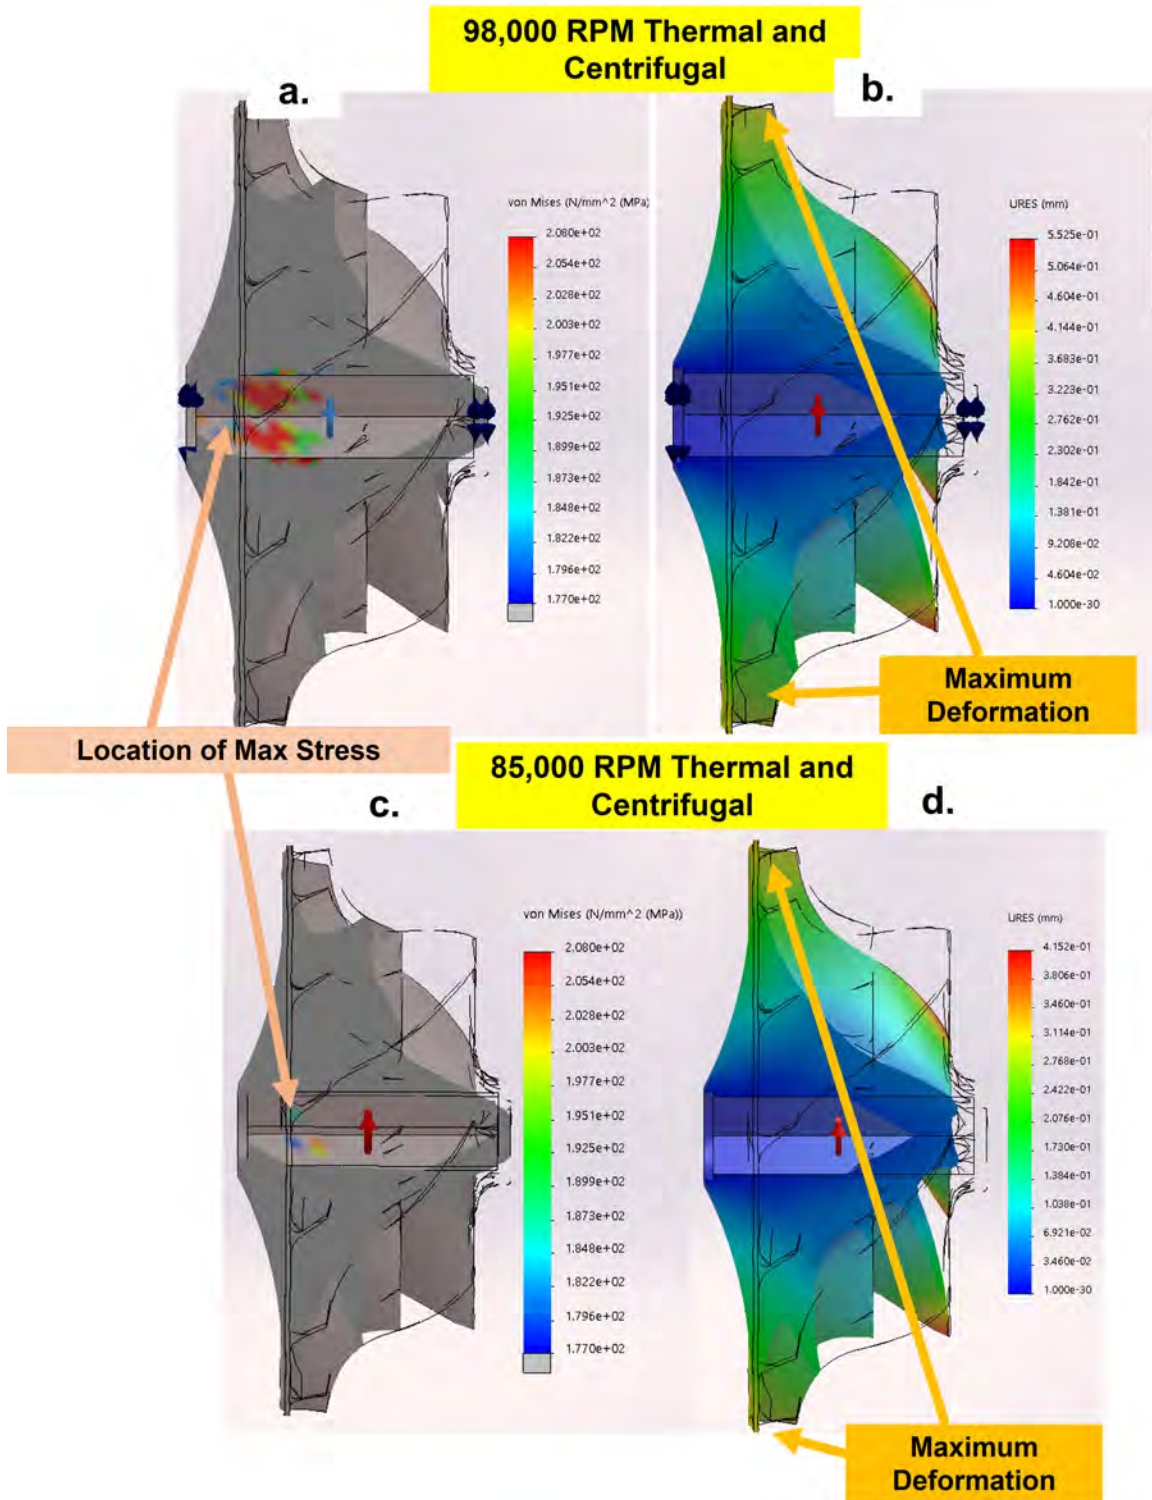 98,000 RPM Thermal and
Centrifugal
a.
b.
von Mises (N/mm^2 (MPa)
2.080e+02
2.054e+02
2.028e+02
2.003e+02
1.977e+02
1.951e+02
1.925e+02
1.899e+02
1.873e+02
1.848e+02
1.822e+02
1.796e+02
1.770e+02
URES (mm)
5.525e-01
5.064e-01
4.604e-01
4.144e-01
3.683e-01
3.223e-01
2.762e-01
2.302e-01
1.842e-01
1.381e-01
9.208e-02
4.604e-02
1.000e-30
Maximum
Deformation
Location of Max Stress
85,000 RPM Thermal and
Centrifugal
c.
d.
von Mises (N/mm^2 (MPa))
2.080e+02
2.054e+02
2.028e+02
2.003e+02
1.977e+02
1.951e+02
1.925e+02
1.899e+02
1.873e+02
1.848e+02
1.822e+02
1.796e+02
1.770e+02
URES (mm)
4.152e-01
3.806e-01
3.460e-01
3.114e-01
2.768e-01
2.422e-01
2.076e-01
1.730e-01
1.384e-01
1.038e-01
6.921e-02
3.460e-02
1.000e-30
Maximum
Deformation